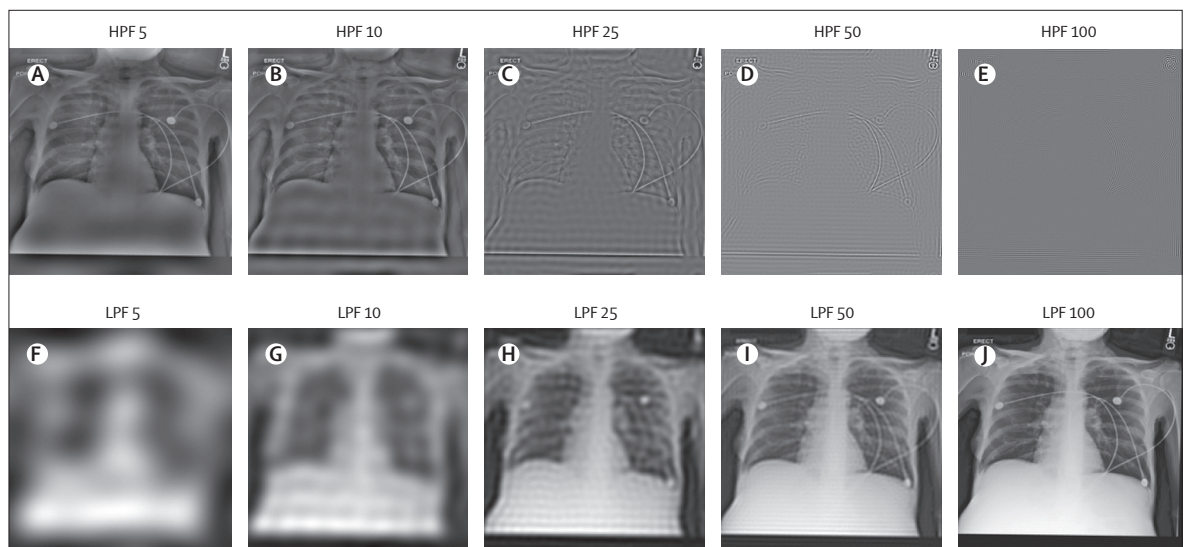 HPF 5 HPF 10 HPF 25 HPF 50 HPF 100
A B C D E
ERECT ERECT ERECT ERECT
LPF 5 LPF 10 LPF 25 LPF 50 LPF 100
F G H I J
ERECT ERECT